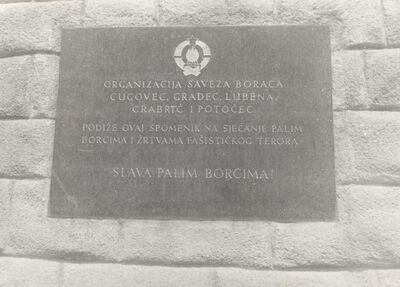 ORGANIZACIJA SAVEZA BORACA
CUGOVEC, GRADEC, LUBENA,
CRABRIĆ I POTOČEC
PODIŽE OVAJ SPOMENIK NA SJEĆANJE PALIM
BORCIMA I ŽRTVAMA FAŠISTIČKOG TERORA
SLAVA PALIM BORCIMA!